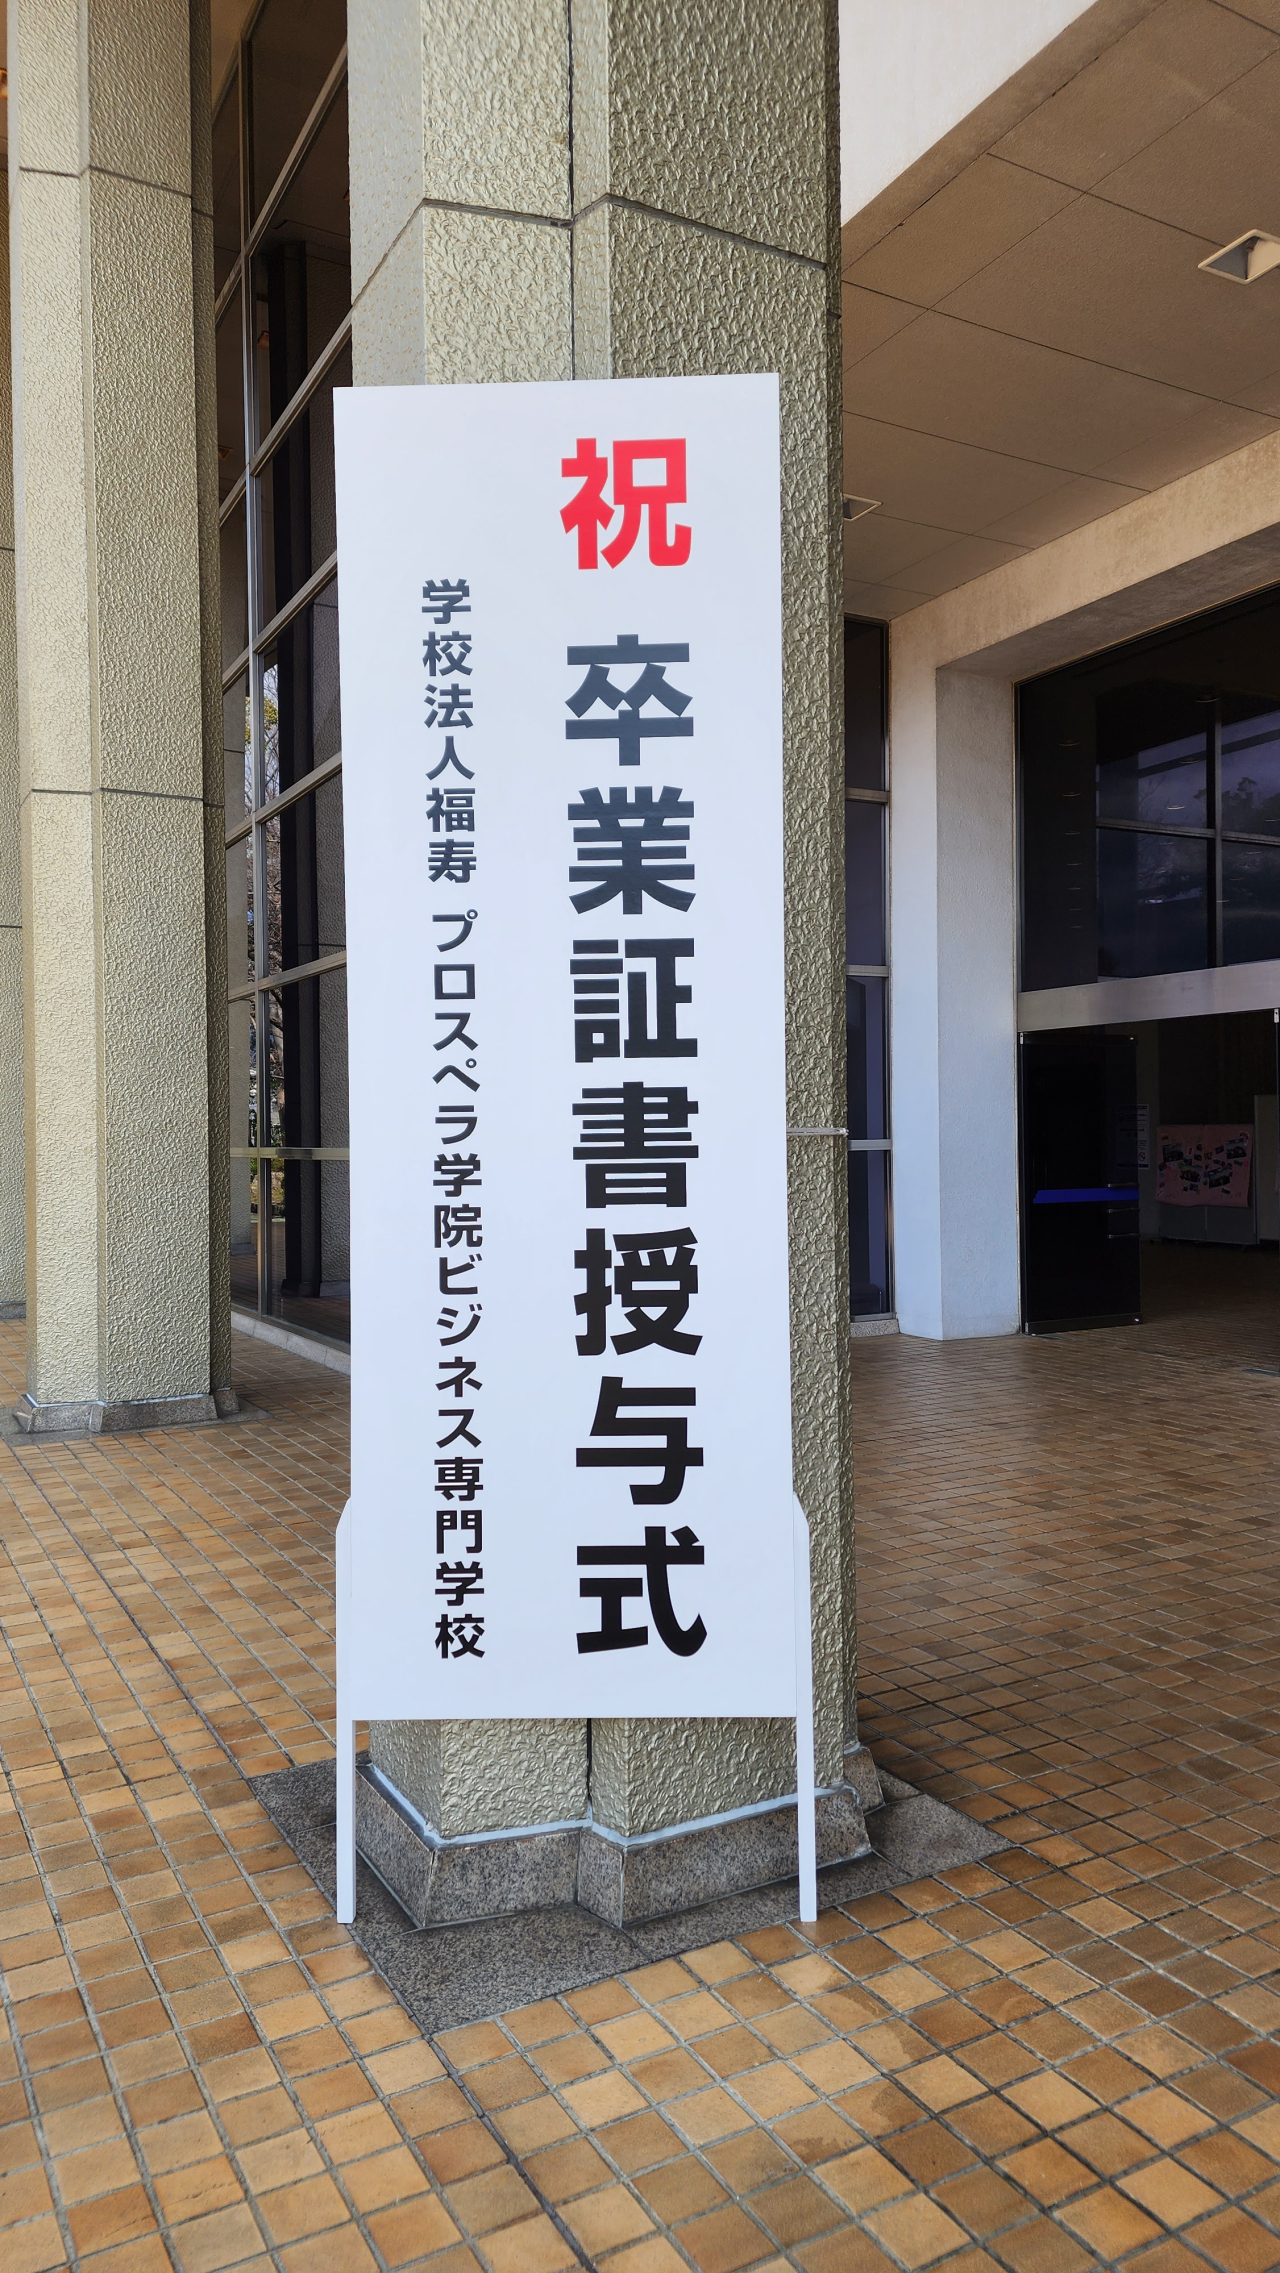 祝 卒業証書授与式
学校法人福寿 プロスペラ学院ビジネス専門学校